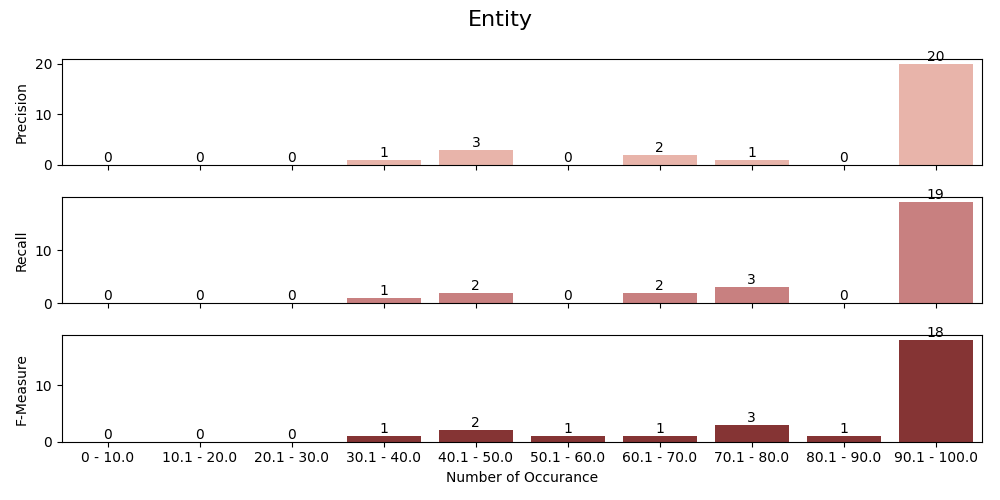 Entity
Precision
20
10
0
0 0 0 1 3 0 2 1 0 20
Recall
10
0
0 0 0 1 2 0 2 3 0 19
F-Measure
10
0
0 0 0 1 2 1 1 3 1 18
0 - 10.0 10.1 - 20.0 20.1 - 30.0 30.1 - 40.0 40.1 - 50.0 50.1 - 60.0 60.1 - 70.0 70.1 - 80.0 80.1 - 90.0 90.1 - 100.0
Number of Occurance